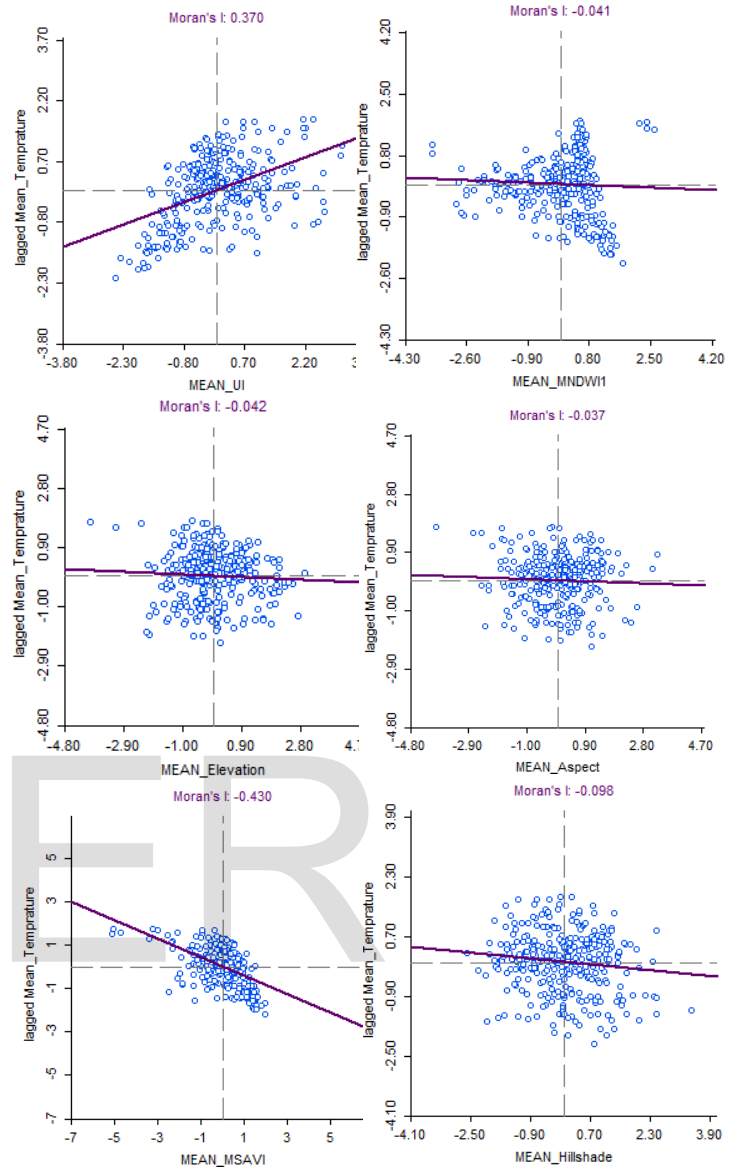 Moran's I: 0.370
lagged Mean_Temprature
3.70
2.20
0.70
-0.80
-2.30
-3.80
-3.80 -2.30 -0.80 0.70 2.20 3
MEAN_UI
Moran's I: -0.041
lagged Mean_Temprature
4.20
2.50
0.80
-0.90
-2.60
-4.30
-4.30 -2.60 -0.90 0.80 2.50 4.20
MEAN_MNDWI1
Moran's I: -0.042
lagged Mean_Temprature
4.70
2.80
0.90
-1.00
-2.90
-4.80
-4.80 -2.90 -1.00 0.90 2.80 4.7
MEAN_Elevation
Moran's I: -0.037
lagged Mean_Temprature
4.70
2.80
0.90
-1.00
-2.90
-4.80
-4.80 -2.90 -1.00 0.90 2.80 4.70
MEAN_Aspect
Moran's I: -0.430
lagged Mean_Temprature
5
3
1
-1
-3
-5
-7
-7 -5 -3 -1 1 3 5
MEAN_MSAVI
Moran's I: -0.098
lagged Mean_Temprature
3.90
2.30
0.70
-0.90
-2.50
-4.10
-4.10 -2.50 -0.90 0.70 2.30 3.90
MEAN_Hillshade
ER